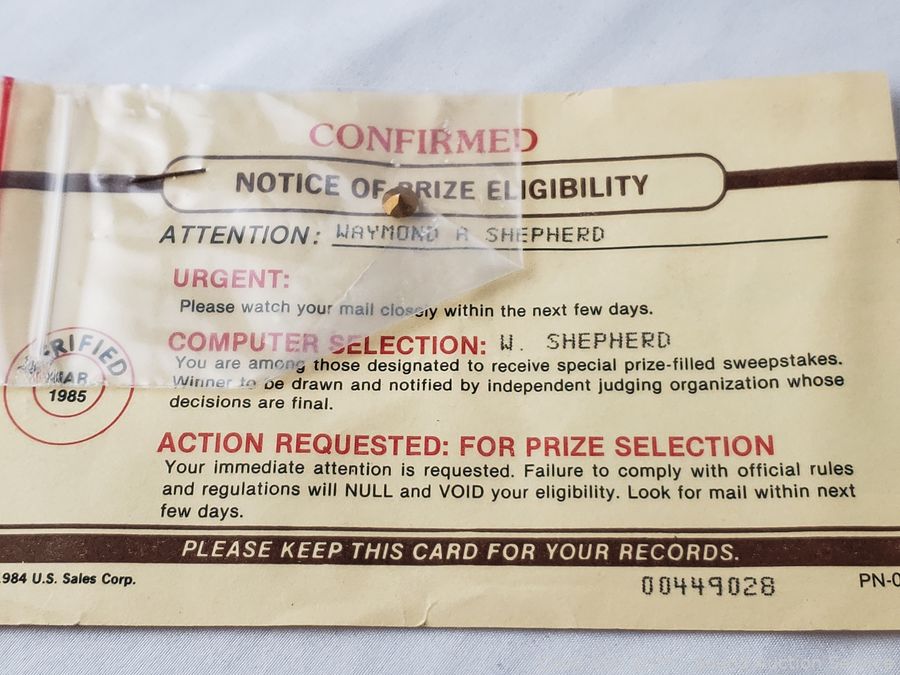 CONFIRMED
NOTICE OF PRIZE ELIGIBILITY
ATTENTION: WAYMOND A SHEPHERD
URGENT:
Please watch your mail closely within the next few days.
COMPUTER SELECTION: W. SHEPHERD
You are among those designated to receive special prize-filled sweepstakes.
Winner to be drawn and notified by independent judging organization whose
decisions are final.
VERIFIED
MAR
1985
ACTION REQUESTED: FOR PRIZE SELECTION
Your immediate attention is requested. Failure to comply with official rules
and regulations will NULL and VOID your eligibility. Look for mail within next
few days.
PLEASE KEEP THIS CARD FOR YOUR RECORDS.
1984 U.S. Sales Corp.
00449028
PN-0